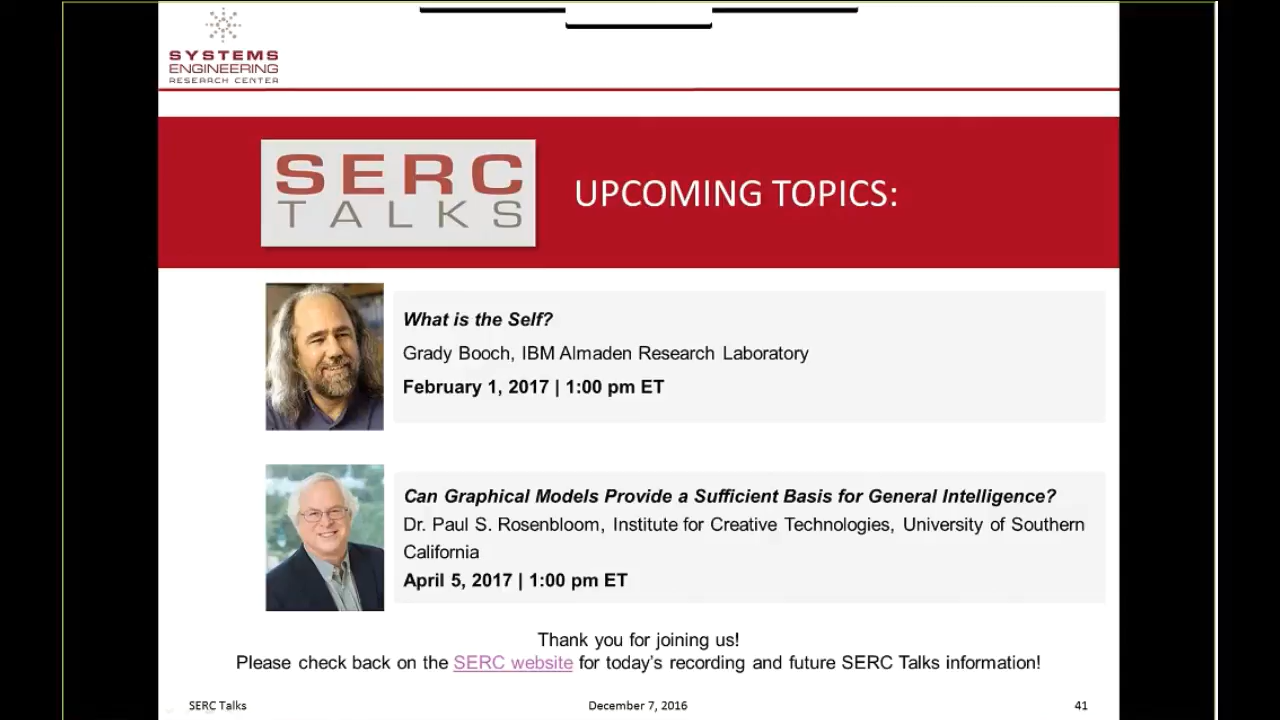 SYSTEMS
ENGINEERING
RESEARCH CENTER
SERC
TALKS
UPCOMING TOPICS:
What is the Self?
Grady Booch, IBM Almaden Research Laboratory
February 1, 2017 | 1:00 pm ET
Can Graphical Models Provide a Sufficient Basis for General Intelligence?
Dr. Paul S. Rosenbloom, Institute for Creative Technologies, University of Southern
California
April 5, 2017 | 1:00 pm ET
Thank you for joining us!
Please check back on the SERC website for today's recording and future SERC Talks information!
SERC Talks
December 7, 2016
41